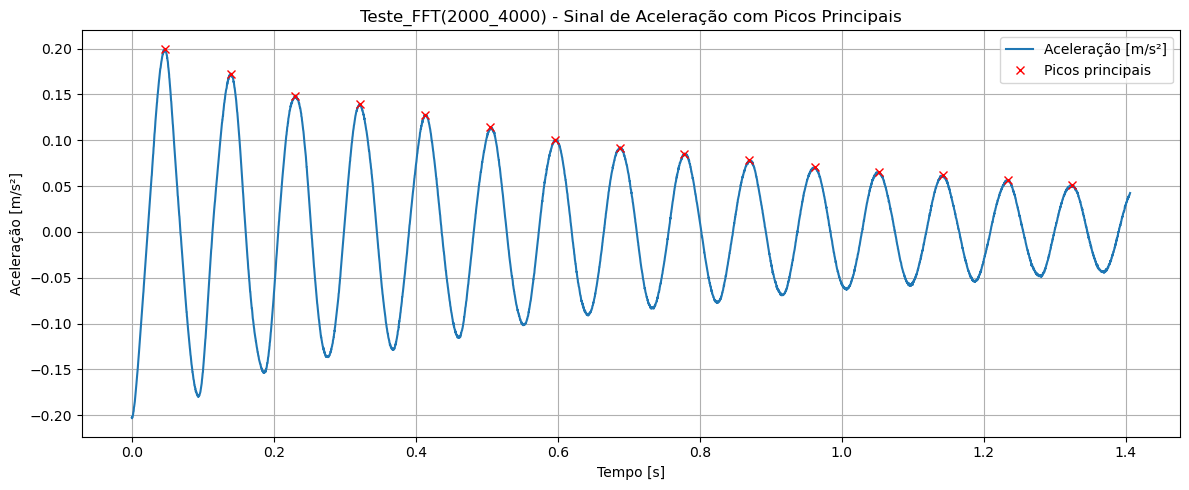 Teste_FFT(2000_4000) - Sinal de Aceleração com Picos Principais
Aceleração [m/s²]
Picos principais
0.20
0.15
0.10
0.05
0.00
−0.05
−0.10
−0.15
−0.20
Aceleração [m/s²]
0.0 0.2 0.4 0.6 0.8 1.0 1.2 1.4
Tempo [s]